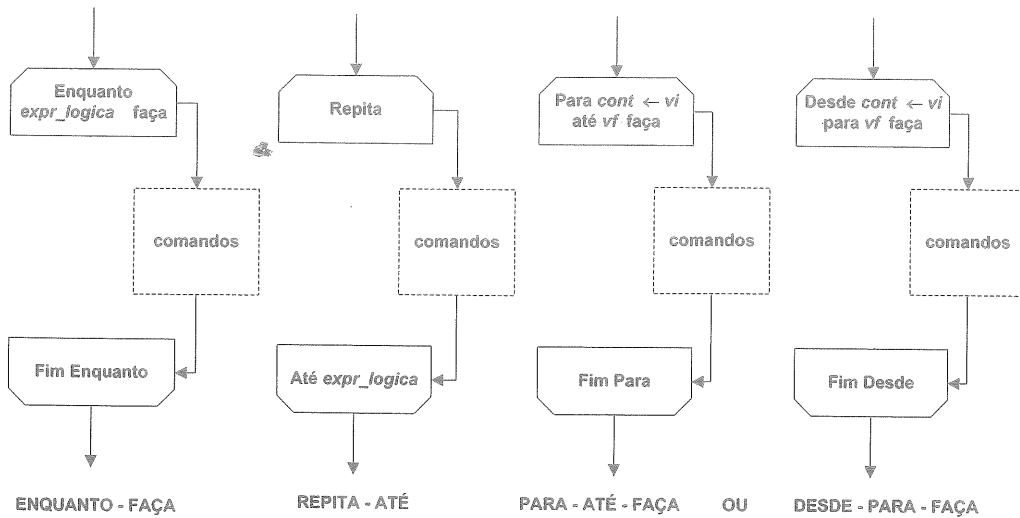 Enquanto
expr_logica faça
Repita
Para cont ← vi
até vf faça
Desde cont ← vi
para vf faça
comandos
comandos
comandos
comandos
Fim Enquanto
Até expr_logica
Fim Para
Fim Desde
ENQUANTO - FAÇA
REPITA - ATÉ
PARA - ATÉ - FAÇA OU DESDE - PARA - FAÇA